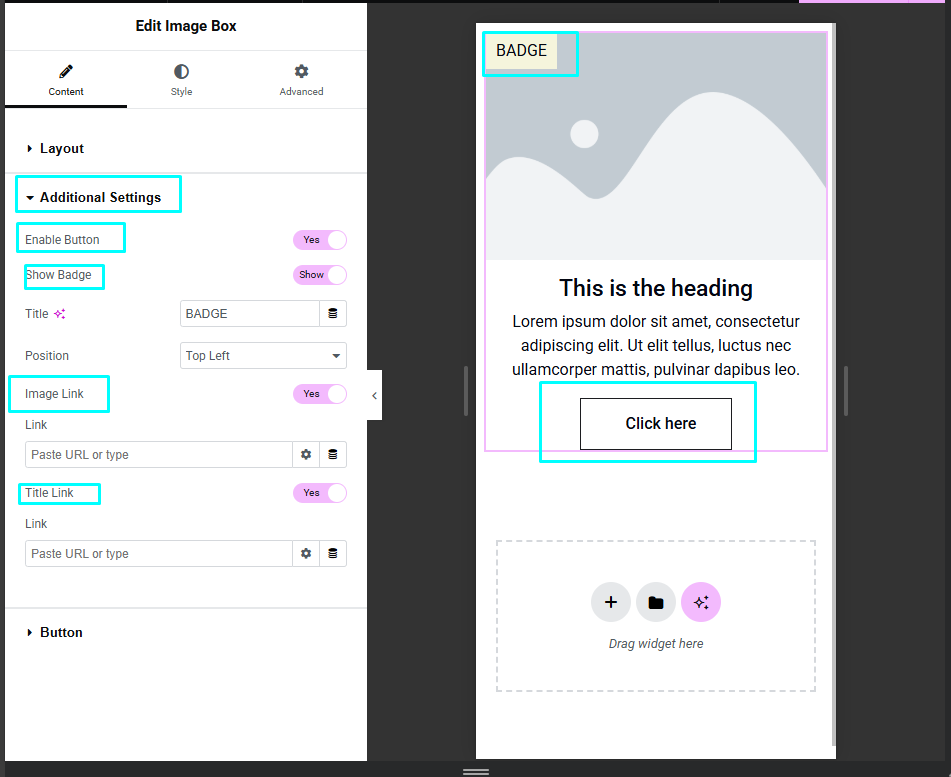 Edit Image Box
Content
Style
Advanced
Layout
Additional Settings
Enable Button
Yes
Show Badge
Show
Title
BADGE
Position
Top Left
Image Link
Yes
Link
Paste URL or type
Title Link
Yes
Link
Paste URL or type
Button
BADGE
This is the heading
Lorem ipsum dolor sit amet, consectetur
adipiscing elit. Ut elit tellus, luctus nec
ullamcorper mattis, pulvinar dapibus leo.
Click here
Drag widget here